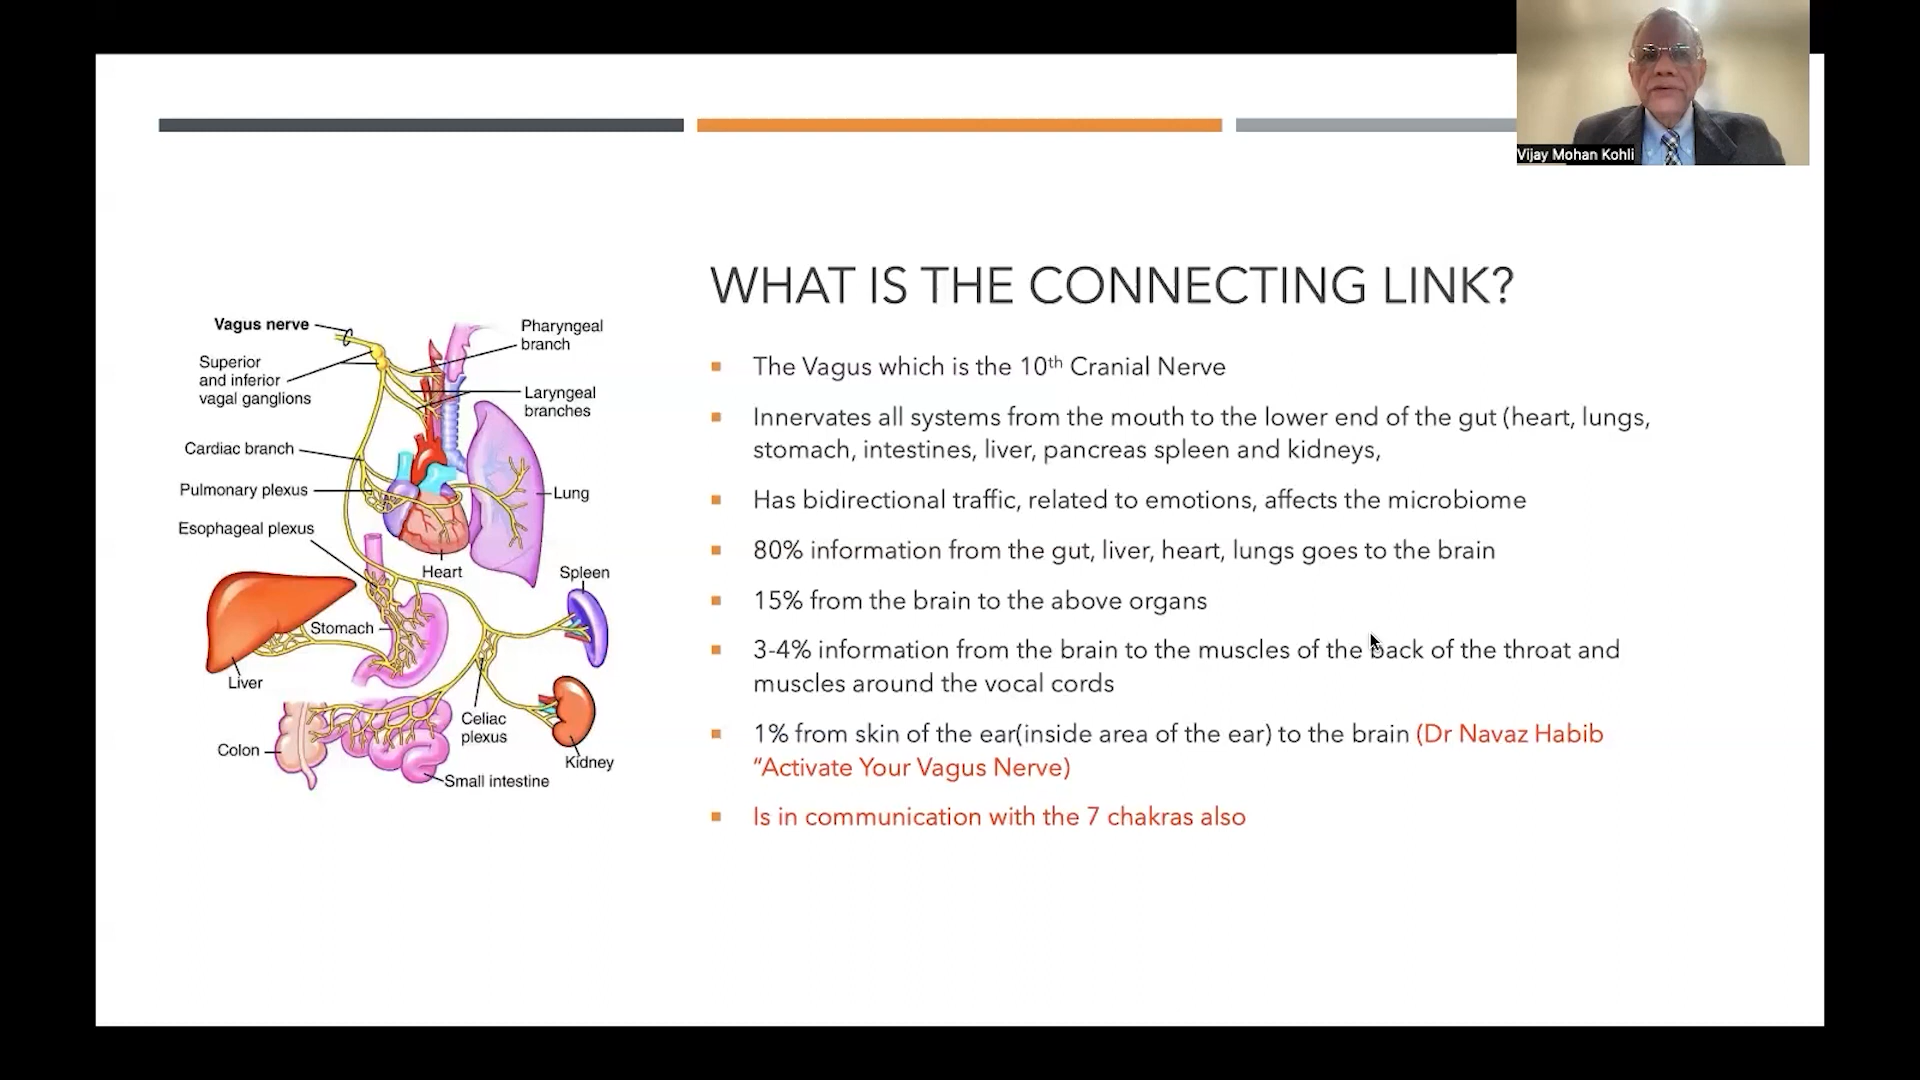 Vijay Mohan Kohli
WHAT IS THE CONNECTING LINK?
The Vagus which is the 10th Cranial Nerve
Innervates all systems from the mouth to the lower end of the gut (heart, lungs,
stomach, intestines, liver, pancreas spleen and kidneys,
Has bidirectional traffic, related to emotions, affects the microbiome
80% information from the gut, liver, heart, lungs goes to the brain
15% from the brain to the above organs
3-4% information from the brain to the muscles of the back of the throat and
muscles around the vocal cords
1% from skin of the ear(inside area of the ear) to the brain (Dr Navaz Habib
“Activate Your Vagus Nerve)
Is in communication with the 7 chakras also
Vagus nerve
Pharyngeal
branch
Superior
and inferior
vagal ganglions
Laryngeal
branches
Cardiac branch
Pulmonary plexus
Lung
Esophageal plexus
Heart
Spleen
Stomach
Liver
Celiac
plexus
Colon
Kidney
Small intestine